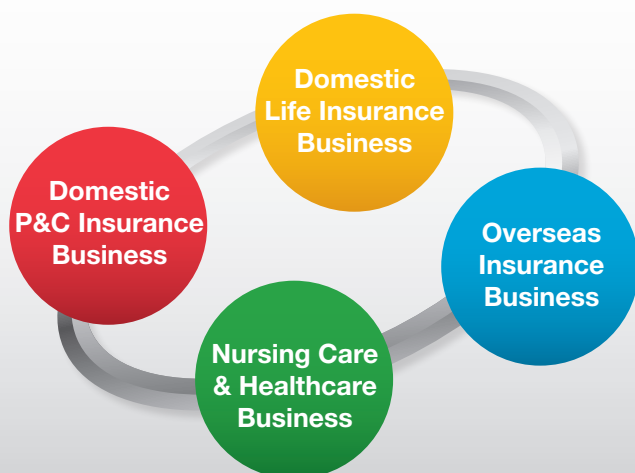 Domestic
Life Insurance
Business
Domestic
P&C Insurance
Business
Overseas
Insurance
Business
Nursing Care
& Healthcare
Business